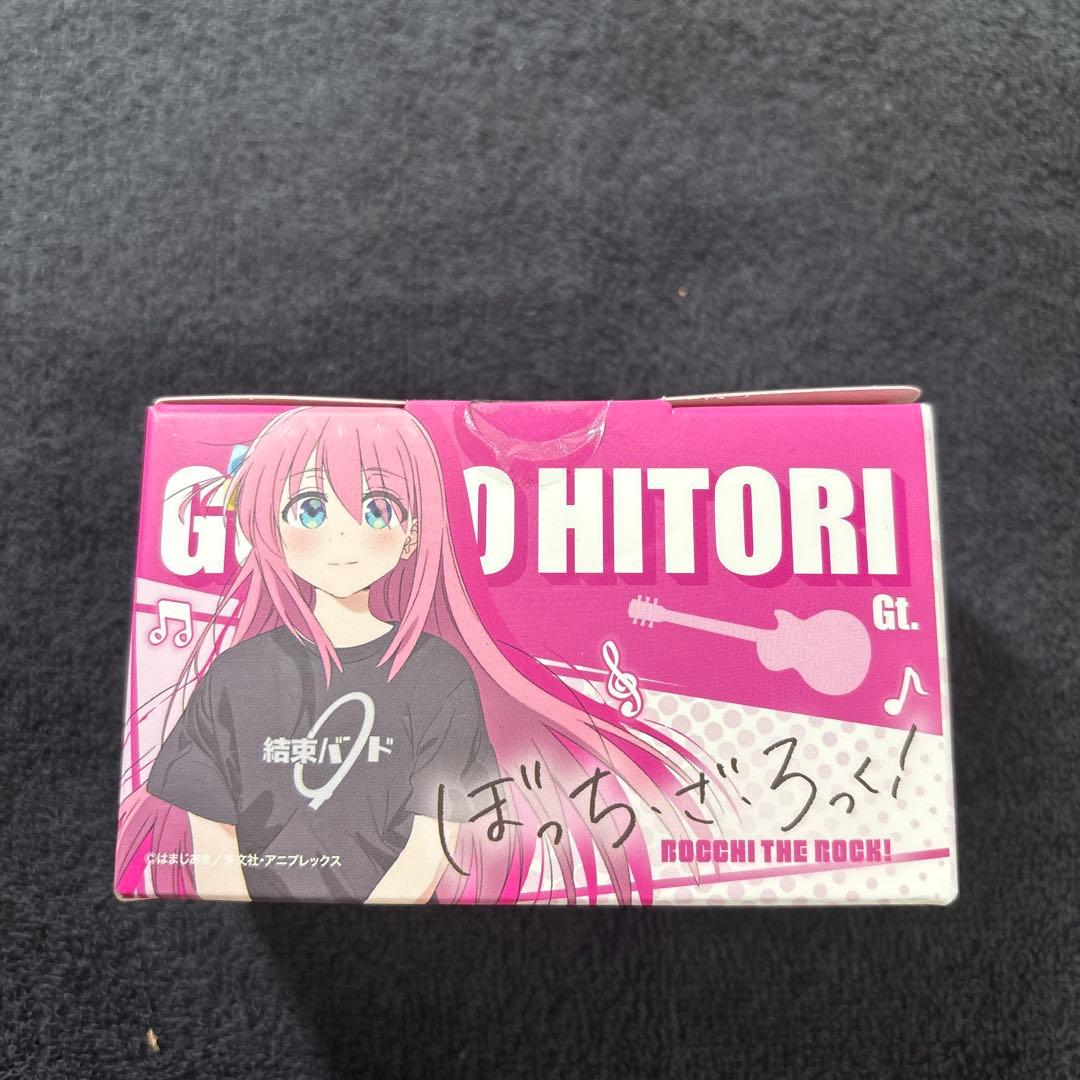 G O HITORI
Gt.
結束バンド
ぼっち・ざ・ろっく!
BOCCHI THE ROCK!
©はまじあき/芳文社・アニプレックス